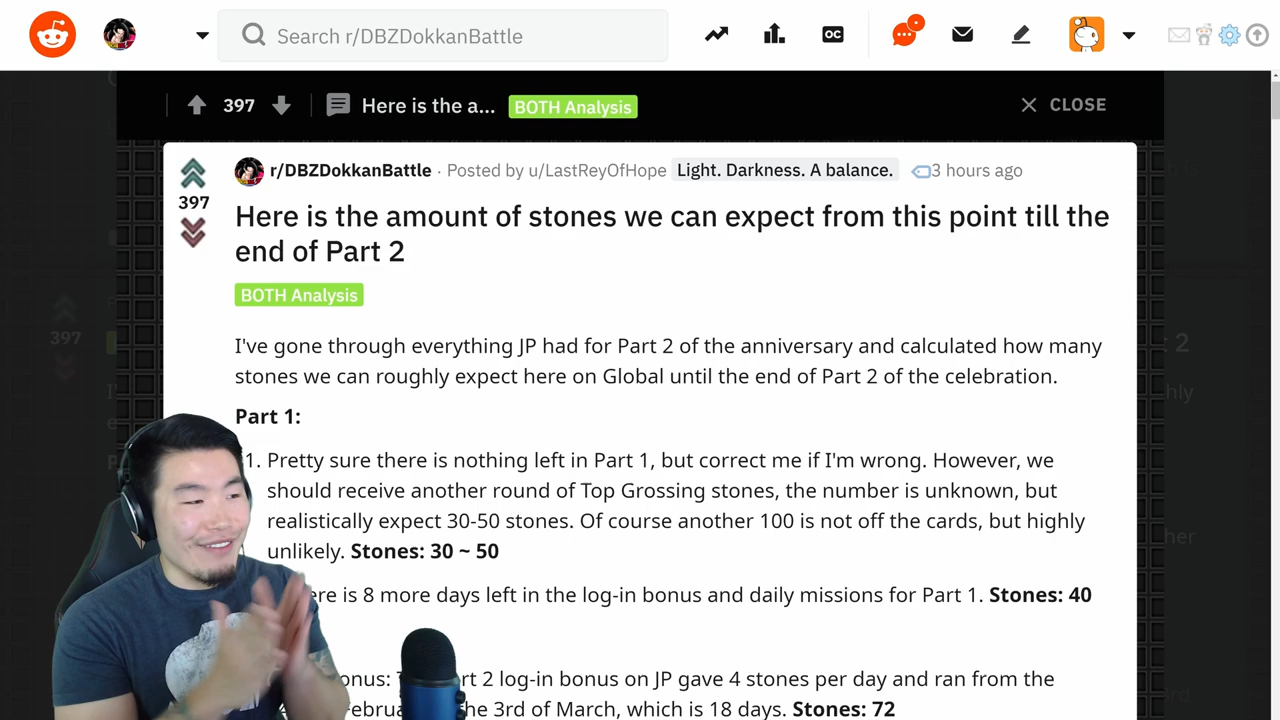 Search r/DBZDokkanBattle
OC
397 Here is the a... BOTH Analysis CLOSE
r/DBZDokkanBattle · Posted by u/LastReyOfHope Light. Darkness. A balance. 3 hours ago
397
Here is the amount of stones we can expect from this point till the
end of Part 2
BOTH Analysis
I've gone through everything JP had for Part 2 of the anniversary and calculated how many
stones we can roughly expect here on Global until the end of Part 2 of the celebration.
Part 1:
1. Pretty sure there is nothing left in Part 1, but correct me if I'm wrong. However, we
should receive another round of Top Grossing stones, the number is unknown, but
realistically expect 30-50 stones. Of course another 100 is not off the cards, but highly
unlikely. Stones: 30 ~ 50
ere is 8 more days left in the log-in bonus and daily missions for Part 1. Stones: 40
onus: rt 2 log-in bonus on JP gave 4 stones per day and ran from the
he 3rd of March, which is 18 days. Stones: 72
397